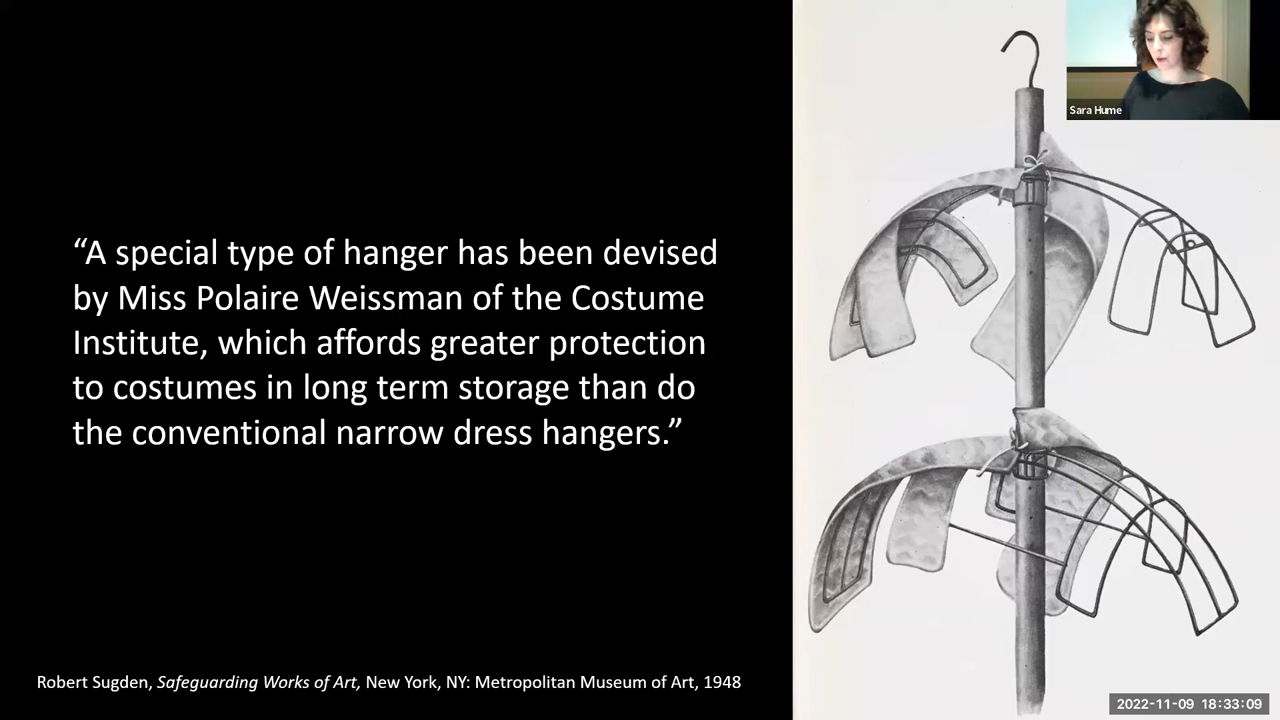 “A special type of hanger has been devised
by Miss Polaire Weissman of the Costume
Institute, which affords greater protection
to costumes in long term storage than do
the conventional narrow dress hangers.”
Robert Sugden, Safeguarding Works of Art, New York, NY: Metropolitan Museum of Art, 1948
Sara Hume
2022-11-09 18:33:09